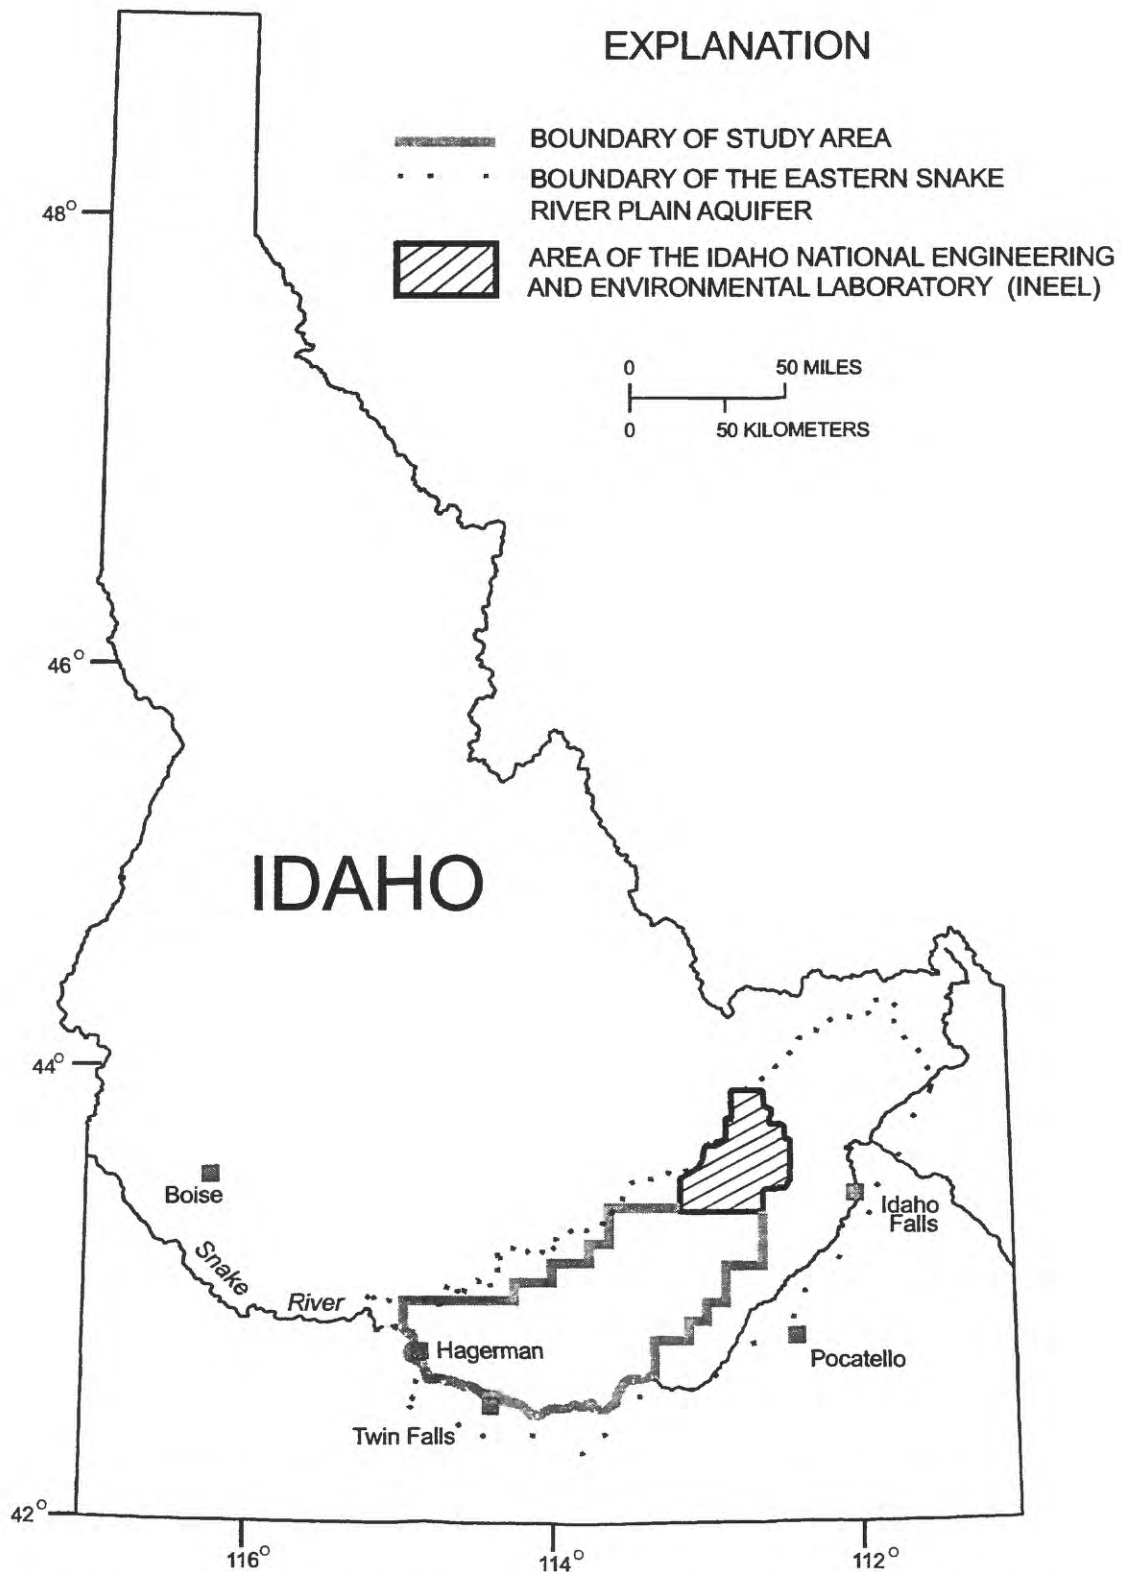 EXPLANATION
BOUNDARY OF STUDY AREA
BOUNDARY OF THE EASTERN SNAKE
RIVER PLAIN AQUIFER
AREA OF THE IDAHO NATIONAL ENGINEERING
AND ENVIRONMENTAL LABORATORY (INEEL)
0 50 MILES
0 50 KILOMETERS
48°
46°
IDAHO
44°
Boise
Snake
River
Idaho
Falls
Hagerman
Pocatello
Twin Falls
42°
116°
114°
112°